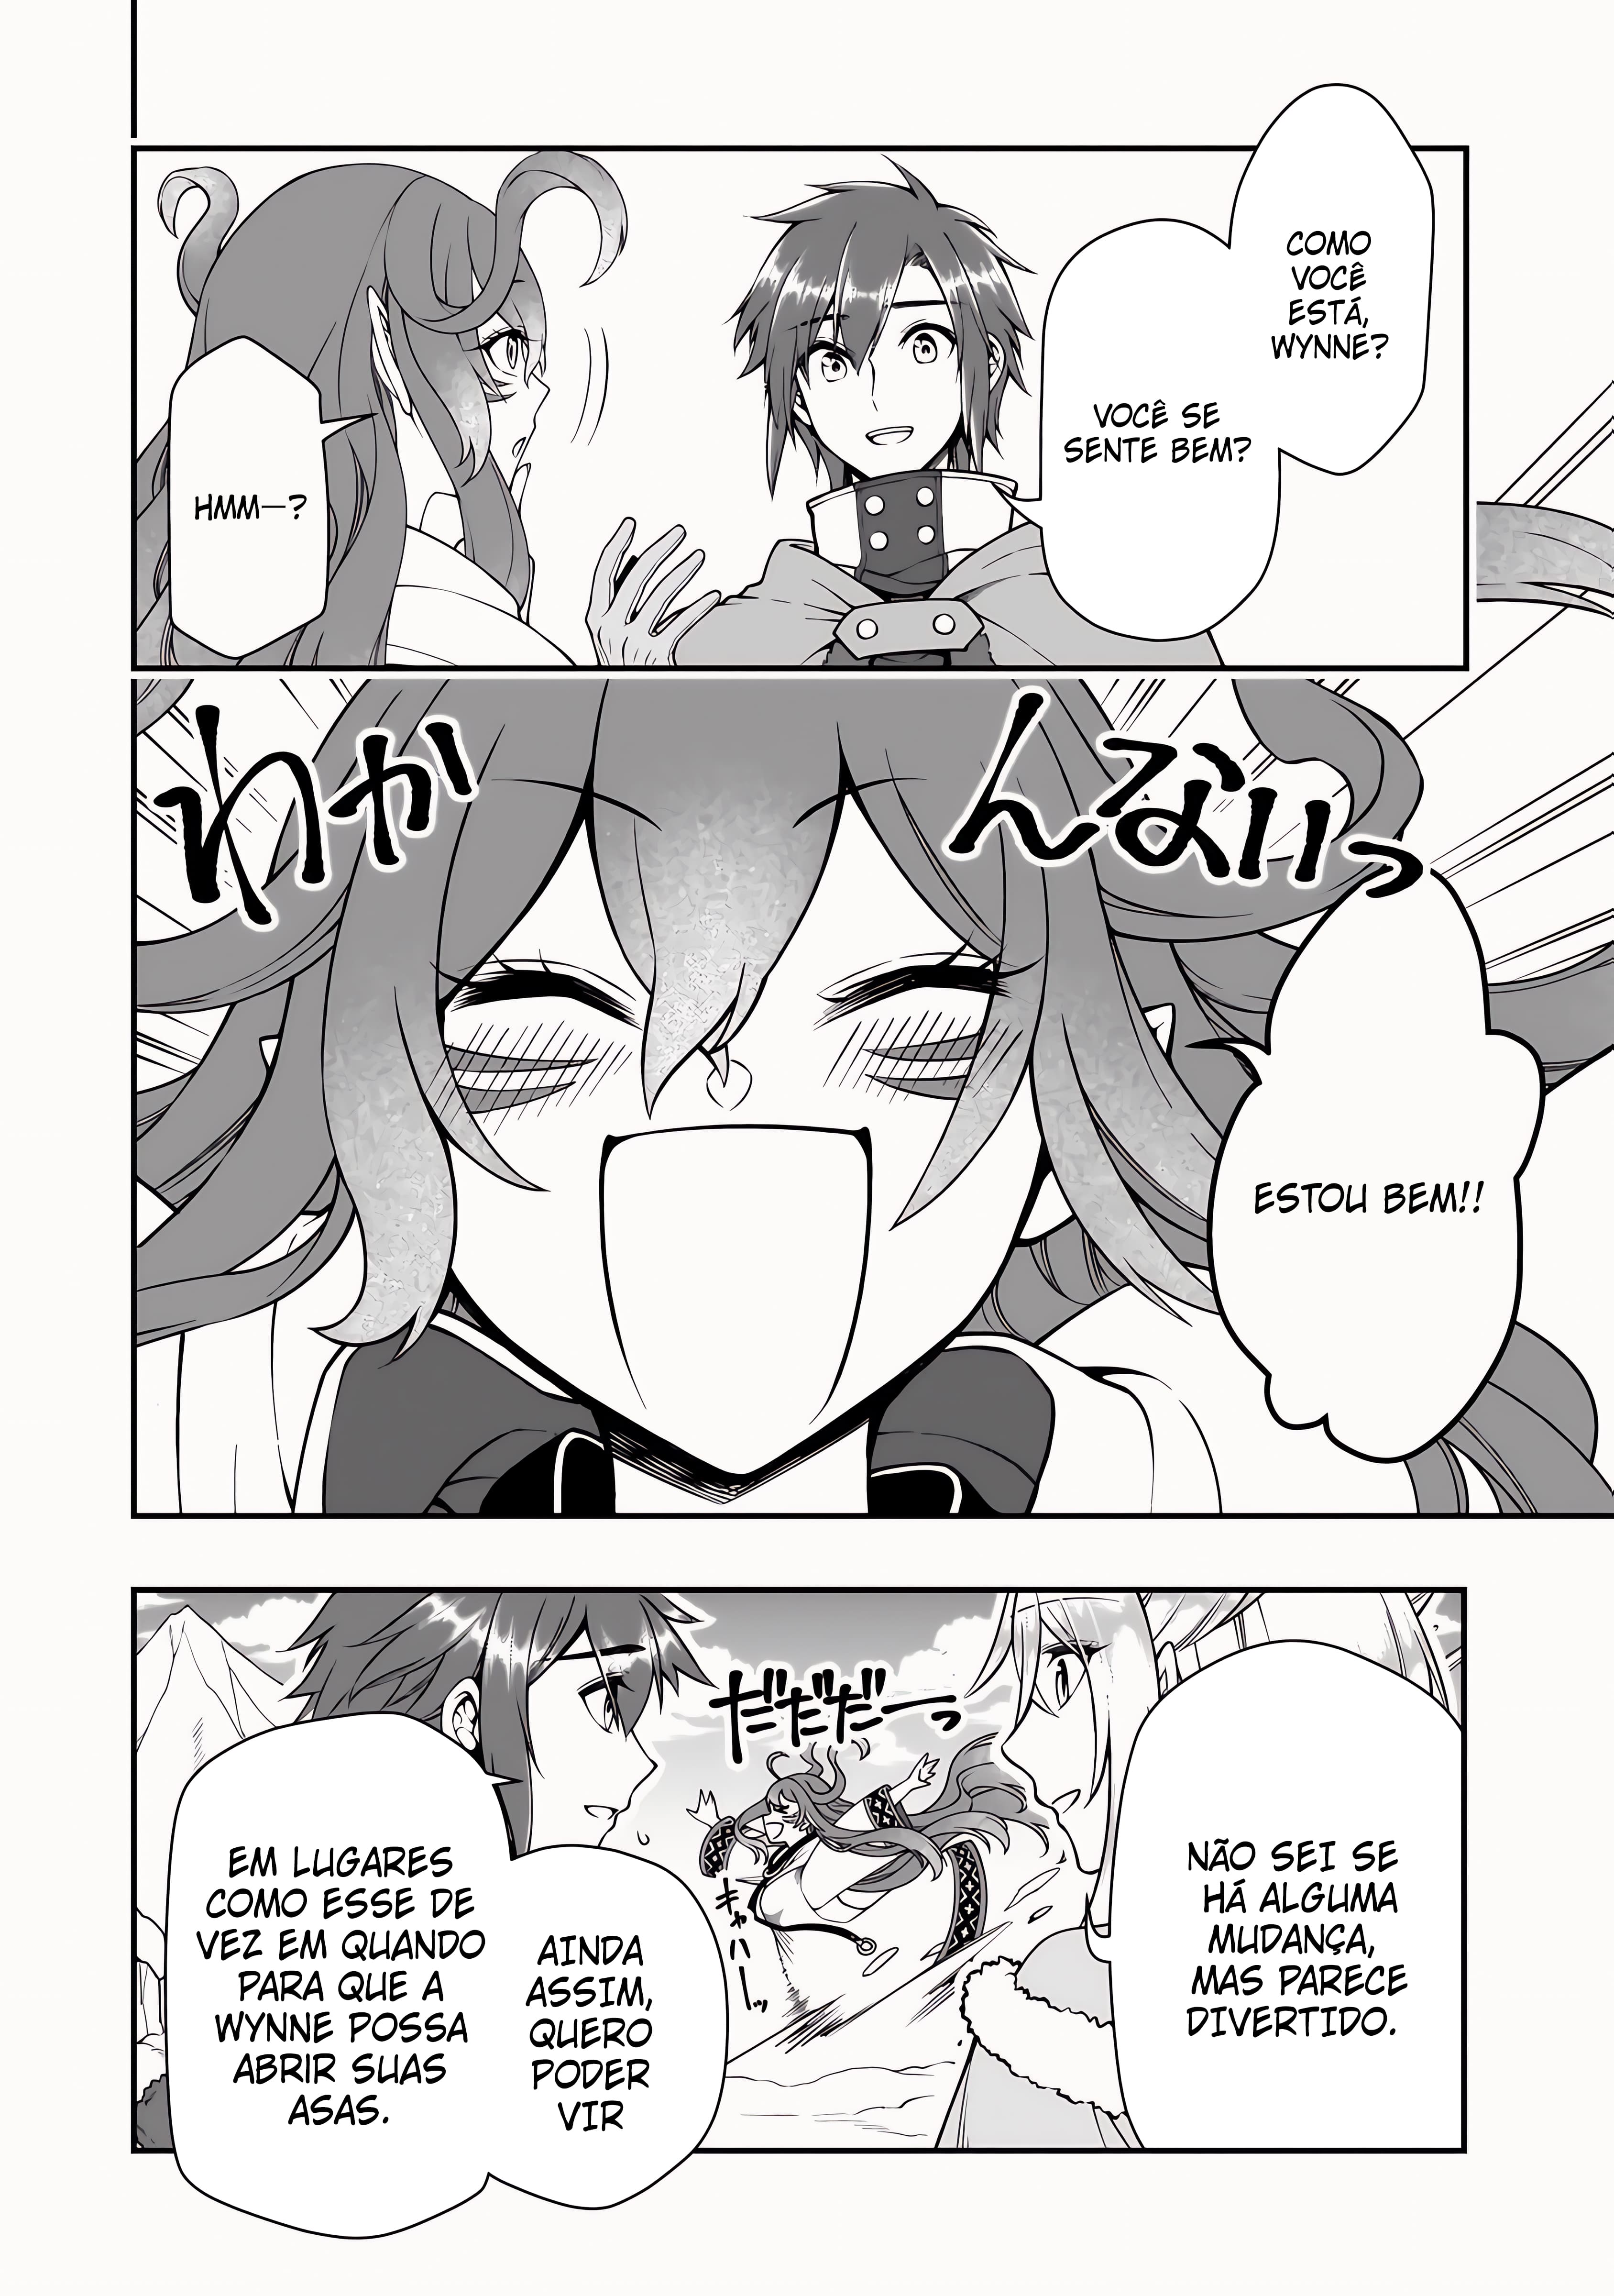 COMO
VOCÊ
ESTÁ,
WYNNE?
VOCÊ SE
SENTE BEM?
HMM—?
わか
んないっ
ESTOU BEM!!
NÃO SEI SE
HÁ ALGUMA
MUDANÇA,
MAS PARECE
DIVERTIDO.
だだだーっ
キャハーッ
AINDA
ASSIM,
QUERO
PODER
VIR
EM LUGARES
COMO ESSE DE
VEZ EM QUANDO
PARA QUE A
WYNNE POSSA
ABRIR SUAS
ASAS.